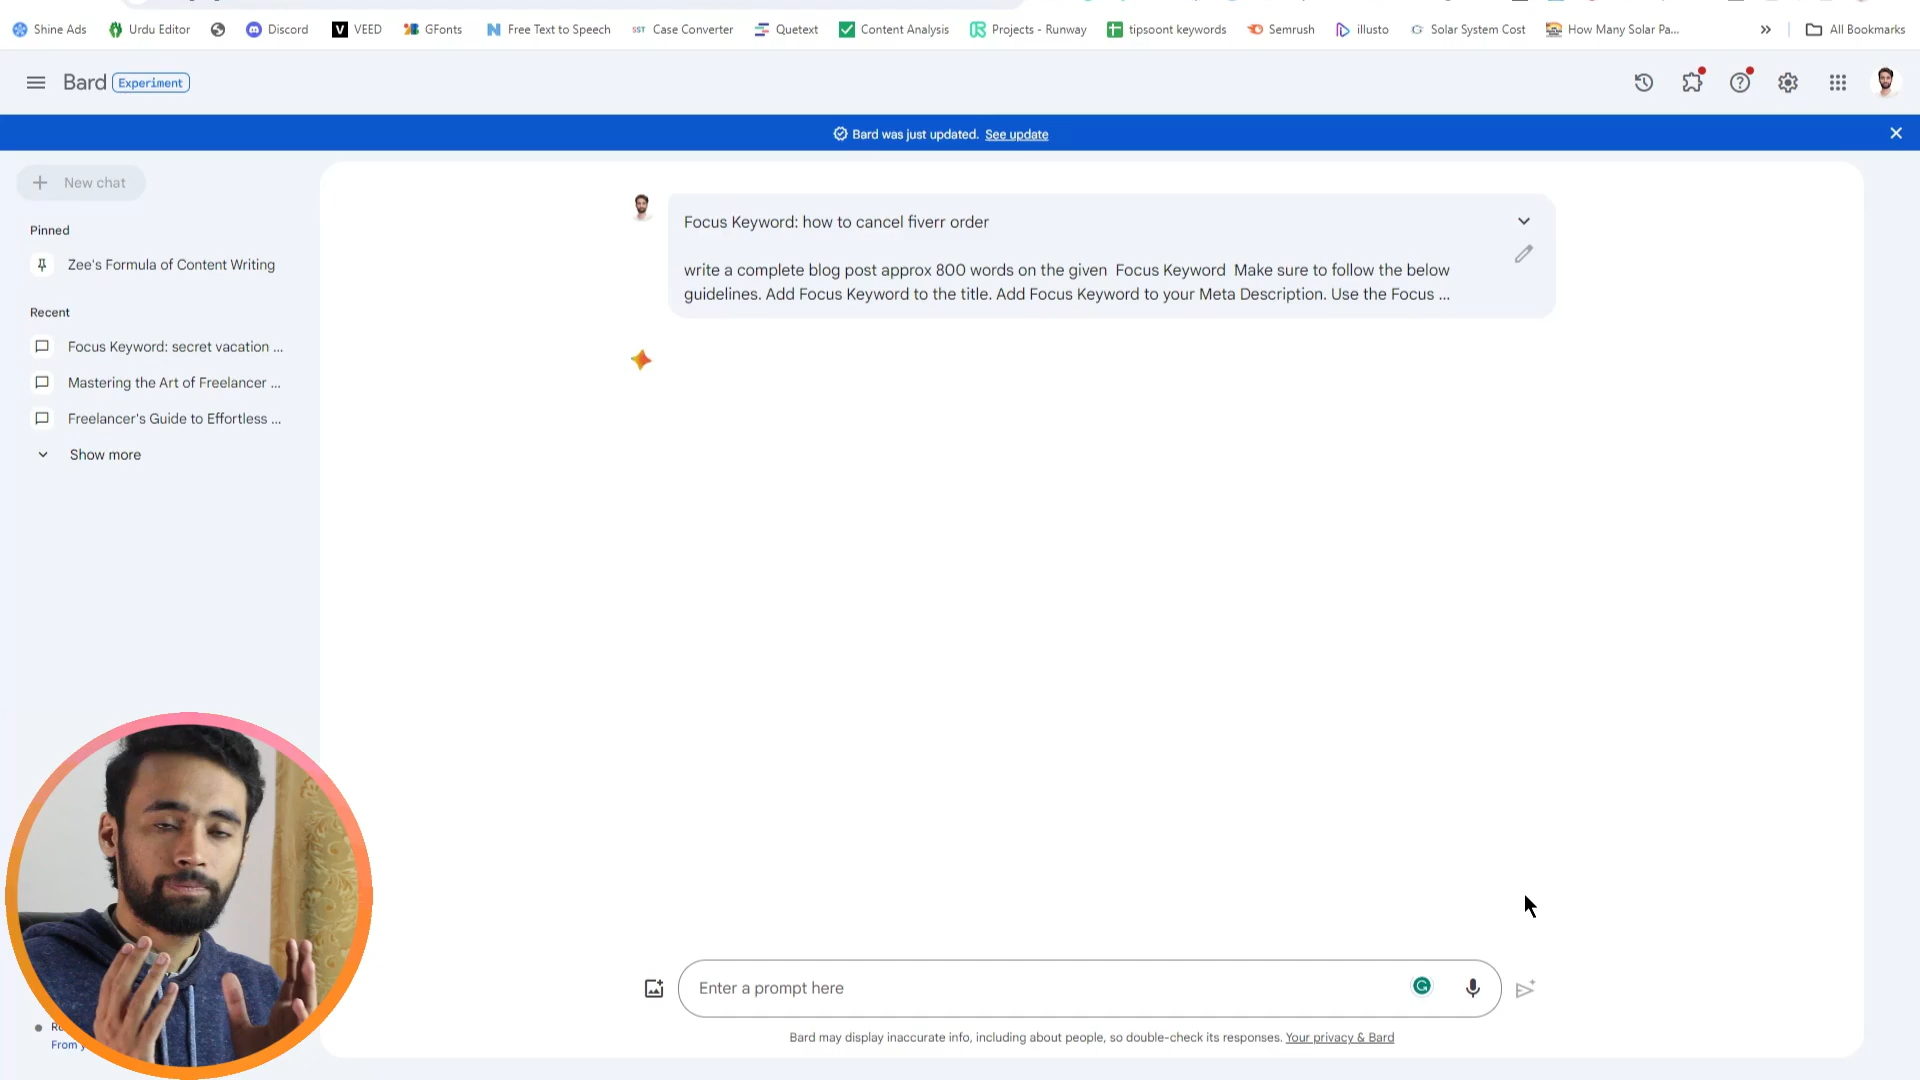 Shine Ads Urdu Editor Discord VEED GFonts Free Text to Speech SST Case Converter Quetext Content Analysis Projects - Runway tipsoont keywords Semrush illusto Solar System Cost How Many Solar Pa... » All Bookmarks
Bard Experiment
Bard was just updated. See update
New chat
Pinned
Zee's Formula of Content Writing
Recent
Focus Keyword: secret vacation ...
Mastering the Art of Freelancer ...
Freelancer's Guide to Effortless ...
Show more
Focus Keyword: how to cancel fiverr order
write a complete blog post approx 800 words on the given Focus Keyword Make sure to follow the below
guidelines. Add Focus Keyword to the title. Add Focus Keyword to your Meta Description. Use the Focus ...
Enter a prompt here
Bard may display inaccurate info, including about people, so double-check its responses. Your privacy & Bard
From